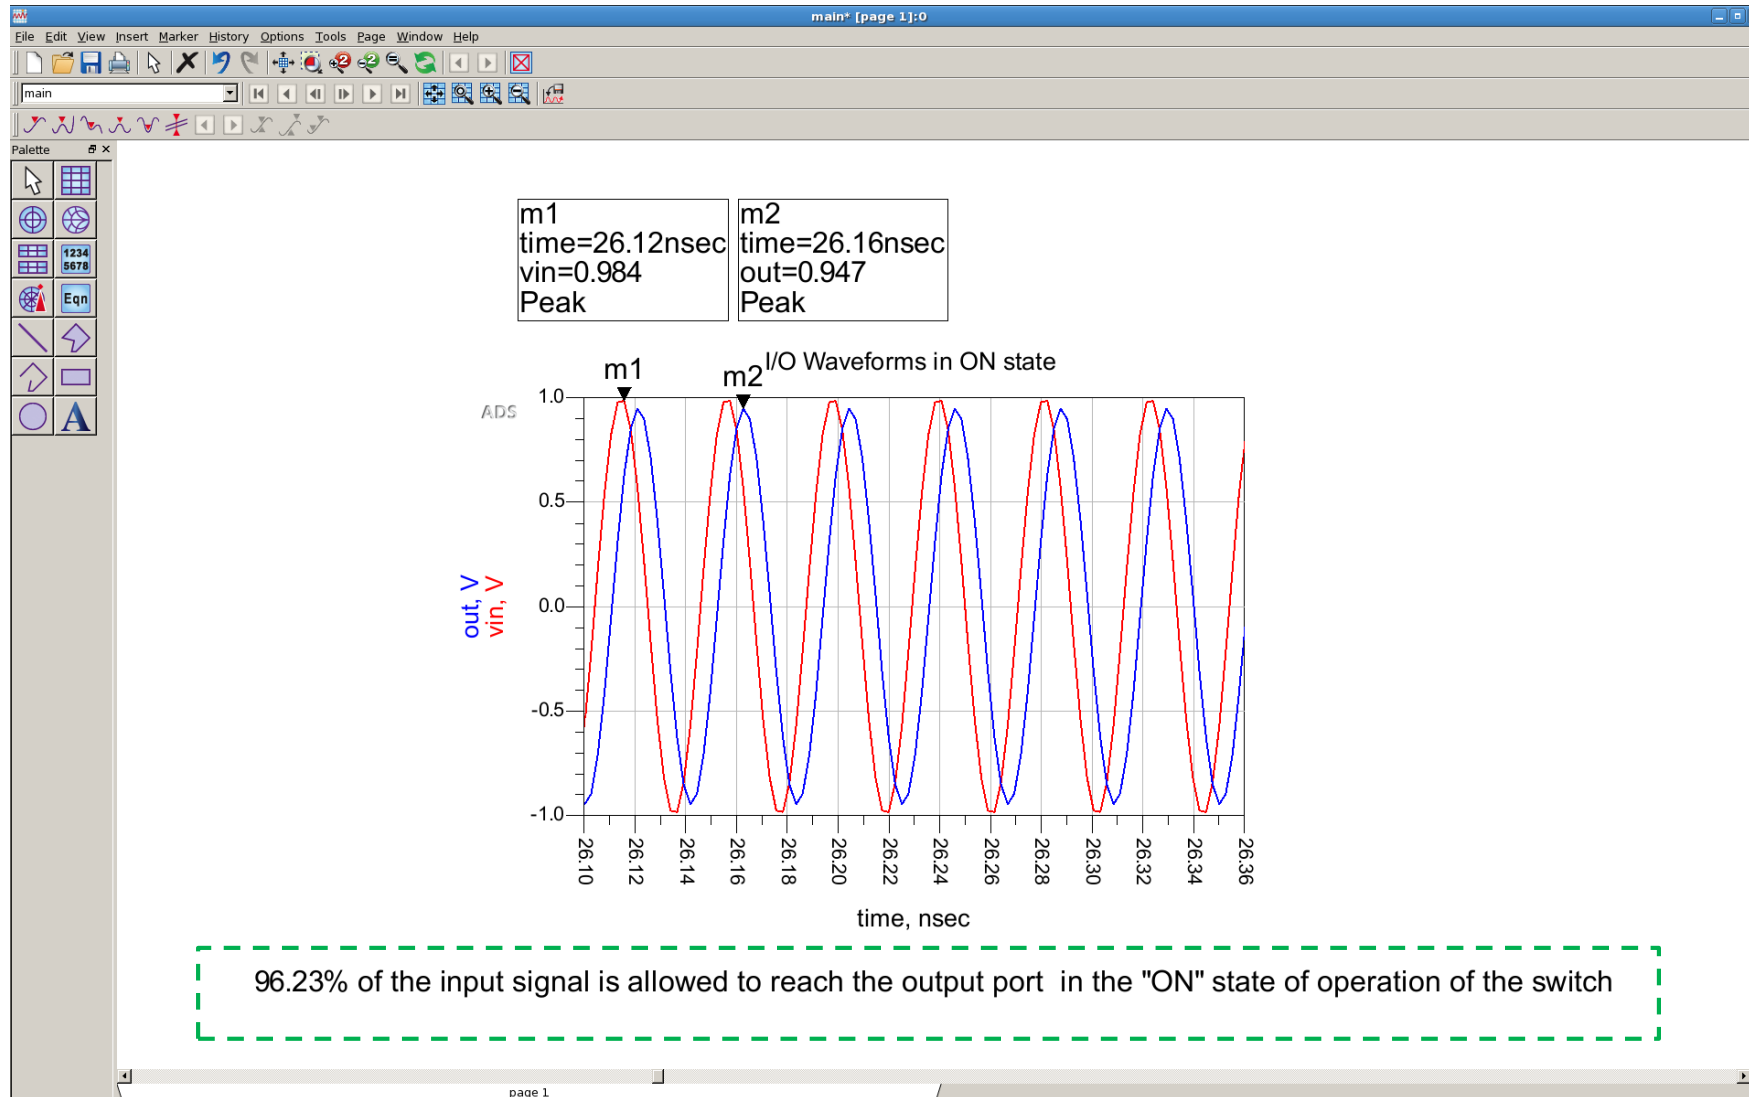 main* [page 1]:0
File Edit View Insert Marker History Options Tools Page Window Help
main
Palette
1234
5678
Eqn
A
m1
time=26.12nsec
vin=0.984
Peak
m2
time=26.16nsec
out=0.947
Peak
m1
m2
I/O Waveforms in ON state
ADS
1.0
0.5
0.0
-0.5
-1.0
out, V
vin, V
26.10
26.12
26.14
26.16
26.18
26.20
26.22
26.24
26.26
26.28
26.30
26.32
26.34
26.36
time, nsec
96.23% of the input signal is allowed to reach the output port  in the "ON" state of operation of the switch
page 1